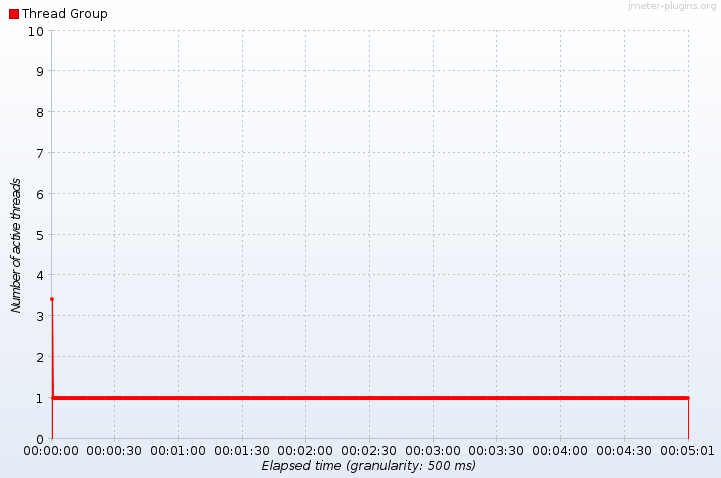 jmeter-plugins.org
Thread Group
10
9
8
7
6
5
4
3
2
1
0
Number of active threads
00:00:00 00:00:30 00:01:00 00:01:30 00:02:00 00:02:30 00:03:00 00:03:30 00:04:00 00:04:30 00:05:01
Elapsed time (granularity: 500 ms)